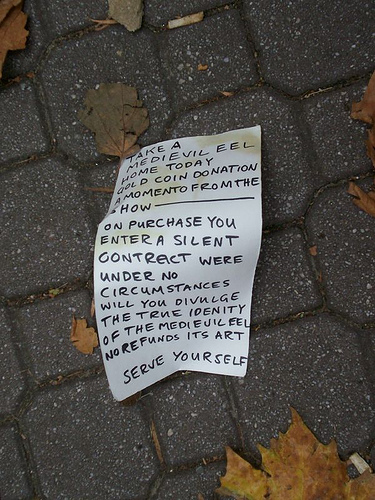 TAKE A
MEDIEVIL EEL
HOME TODAY
GOLD COIN DONATION
A MOMENTO FROM THE
SHOW
ON PURCHASE YOU
ENTER A SILENT
CONTRACT WERE
UNDER NO
CIRCUMSTANCES
WILL YOU DIVULGE
THE TRUE IDENITY
OF THE MEDIEVIL EEL
NO REFUNDS ITS ART
SERVE YOURSELF